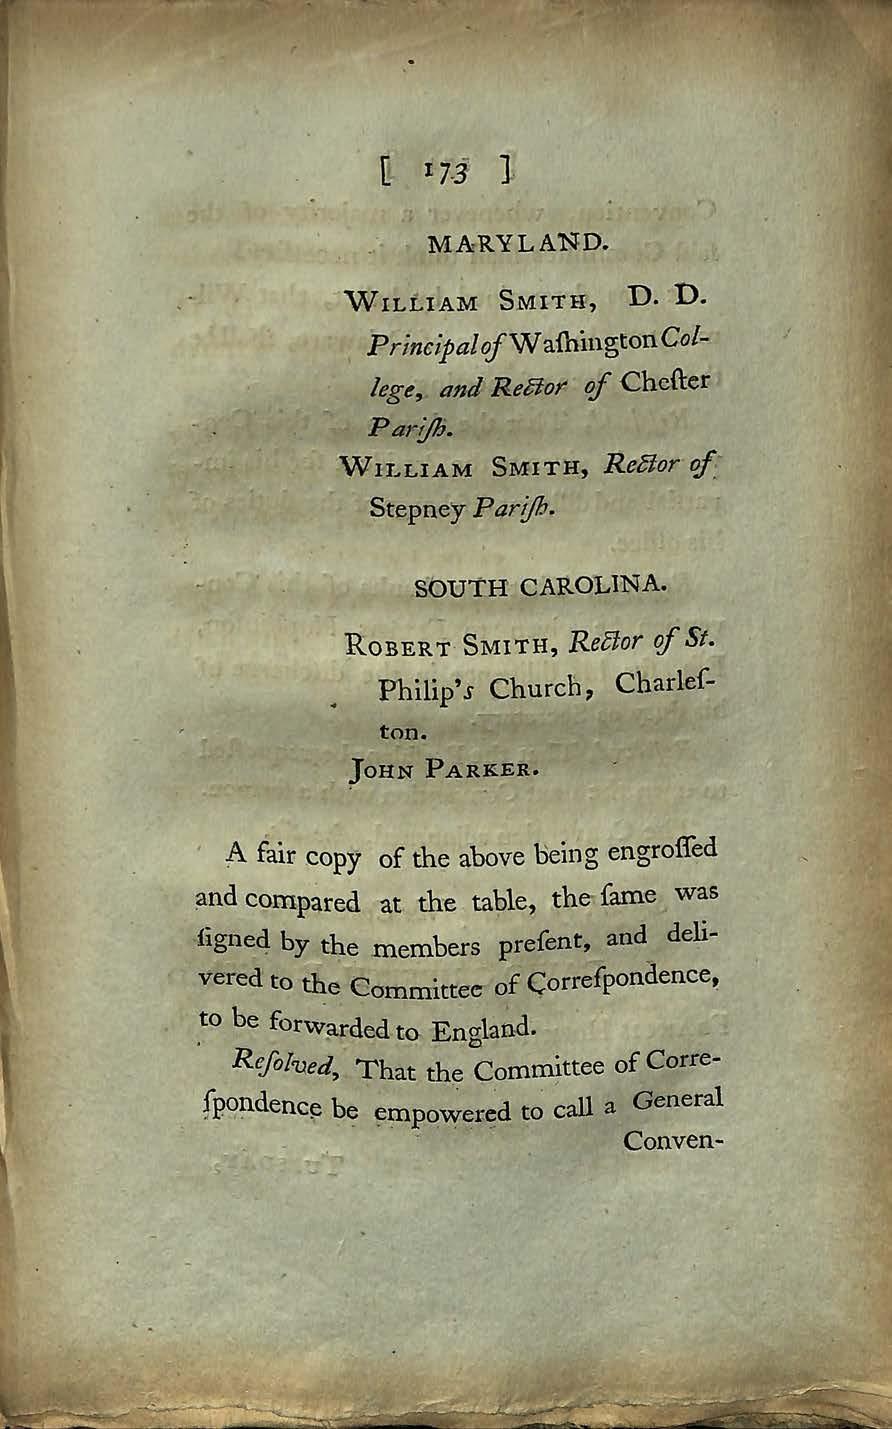 [ 173 ]
MARYLAND.
WILLIAM SMITH, D. D.
Principal of Waſhington Col-
lege, and Rector of Cheſter
Pariſh.
WILLIAM SMITH, Rector of
Stepney Pariſh.
SOUTH CAROLINA.
ROBERT SMITH, Rector of St.
Philip's Church, Charleſ-
ton.
JOHN PARKER.
A fair copy of the above being engroſſed
and compared at the table, the ſame was
ſigned by the members preſent, and deli-
vered to the Committee of Correſpondence,
to be forwarded to England.
Reſolved, That the Committee of Corre-
ſpondence be empowered to call a General
Conven-